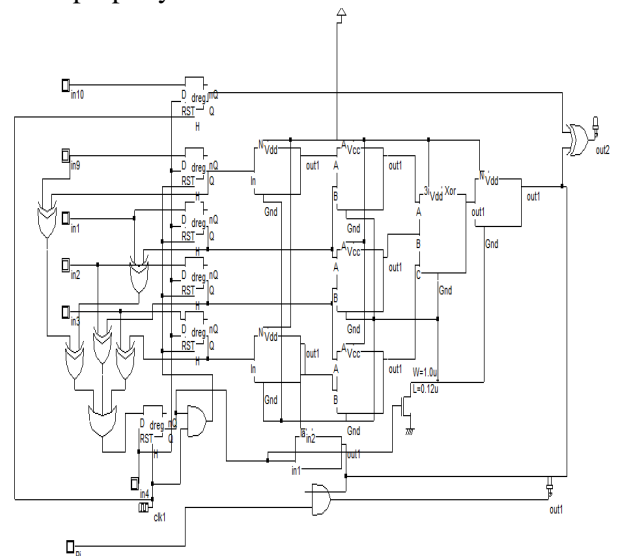 in10
D dreg nQ
RST Q
H
out2
in9
D dreg nQ
RST Q
H
N Vdd
In out1
Gnd
A Vcc
A out1
B
Gnd
3 Xor
Vdd
A out1
B
C
Gnd
N Vdd
out1
Gnd
in1
D dreg nQ
RST Q
H
A Vcc
A out1
B
Gnd
in2
D dreg nQ
RST Q
H
in3
D dreg nQ
RST Q
H
N Vdd
out1
In
Gnd
A Vcc
A out1
B
Gnd
W=1.0u
L=0.12u
D dreg nQ
RST Q
H
in2
out1
in1
in4
clk1
out1